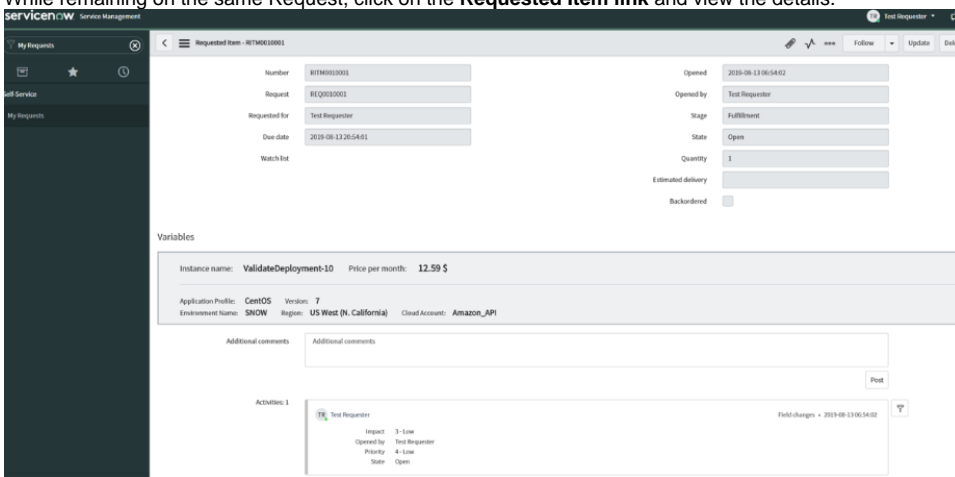 While remaining on the same Request, click on the Requested Item link and view the details.
servicenow Service Management
TR Test Requester
My Requests
Requested Item - RITM0010001
Follow
Update
Self Service
My Requests
Number RITM0010001
Opened 2019-08-13 06:54:02
Request REQ0010001
Opened by Test Requester
Requested for Test Requester
Stage Fulfillment
Due date 2019-08-13 20:54:01
State Open
Watch list
Quantity 1
Estimated delivery
Backordered
Variables
Instance name: ValidateDeployment-10 Price per month: 12.59 $
Application Profile: CentOS Version: 7
Environment Name: SNOW Region: US West (N. California) Cloud Account: Amazon_API
Additional comments Additional comments
Post
Activities: 1
TR Test Requester Field changes • 2019-08-13 06:54:02
Impact 3 - Low
Opened by Test Requester
Priority 4 - Low
State Open